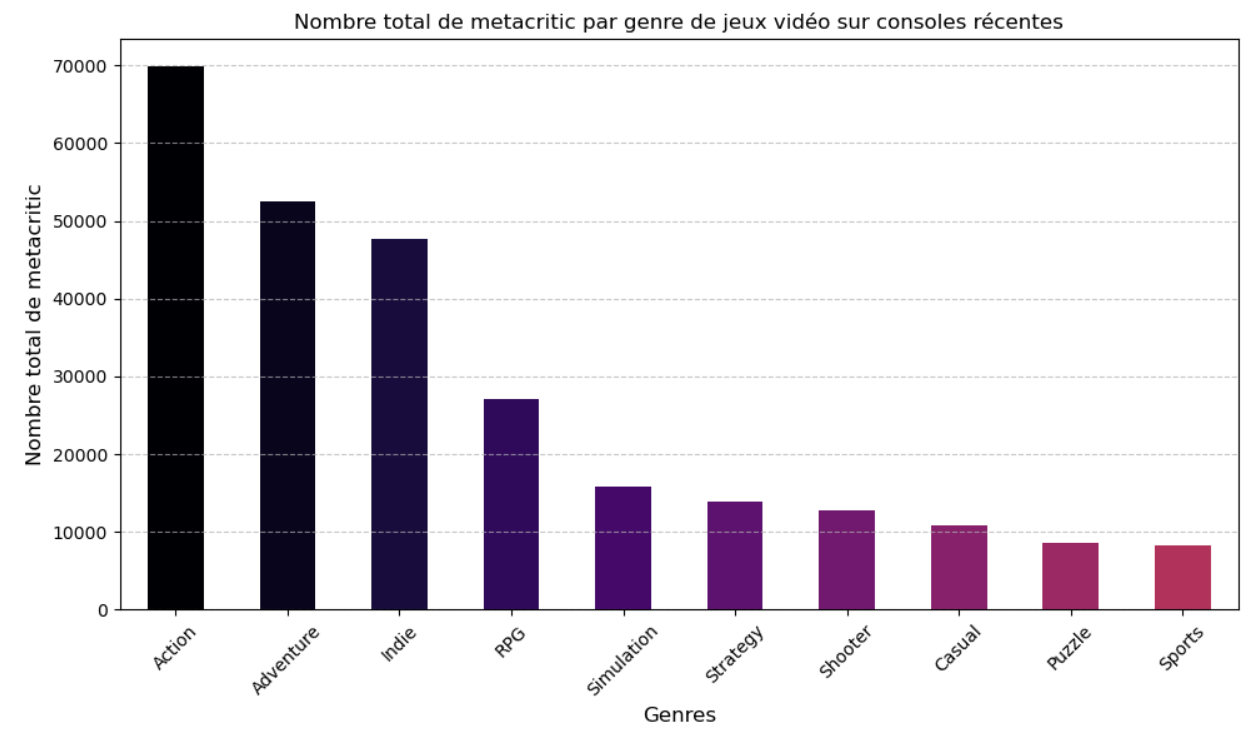 Nombre total de metacritic par genre de jeux vidéo sur consoles récentes
Nombre total de metacritic
70000
60000
50000
40000
30000
20000
10000
0
Action
Adventure
Indie
RPG
Simulation
Strategy
Shooter
Casual
Puzzle
Sports
Genres